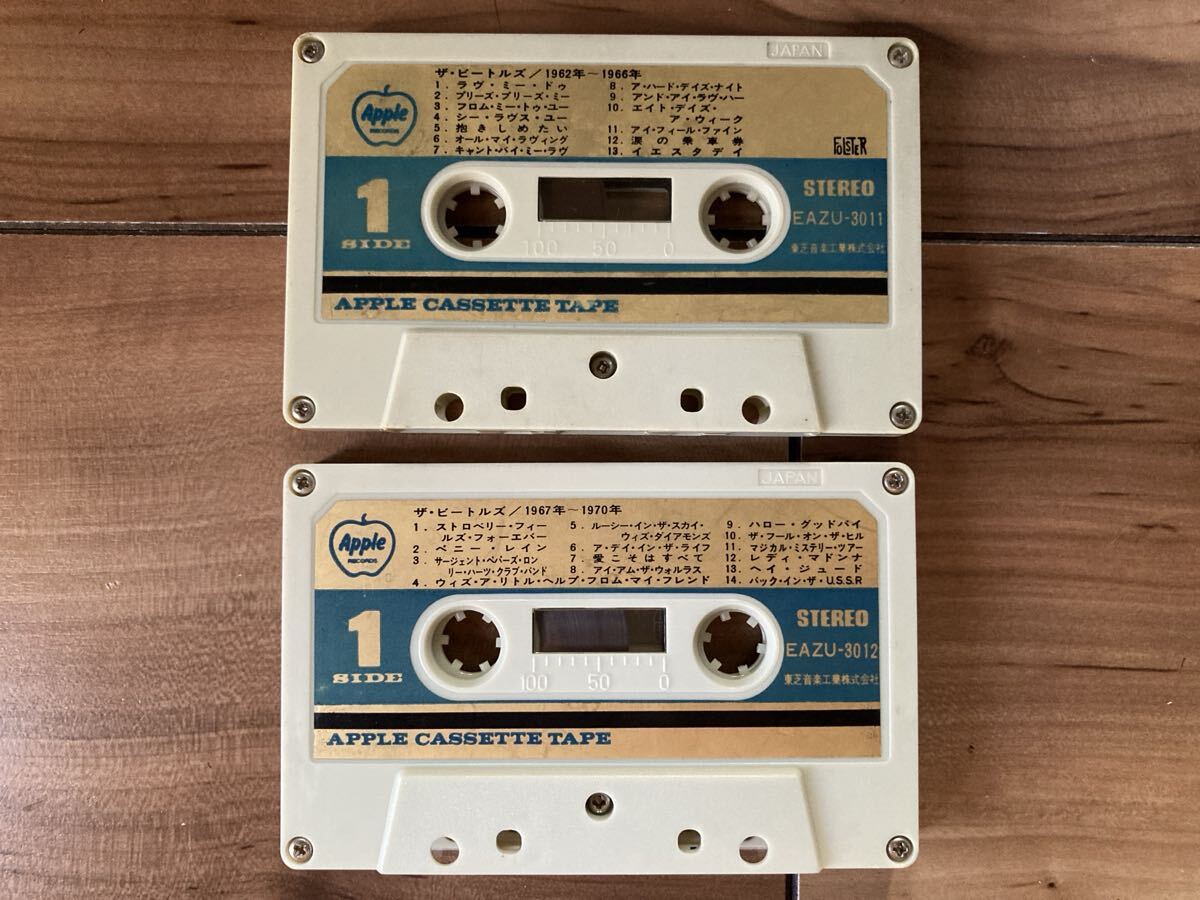 JAPAN
Apple
RECORDS
ザ・ビートルズ/1962年〜1966年
1. ラヴ・ミー・ドゥ
2. プリーズ・プリーズ・ミー
3. フロム・ミー・トゥ・ユー
4. シー・ラヴス・ユー
5. 抱きしめたい
6. オール・マイ・ラヴィング
7. キャント・バイ・ミー・ラヴ
8. ア・ハード・デイズ・ナイト
9. アンド・アイ・ラヴ・ハー
10. エイト・デイズ・
ア・ウィーク
11. アイ・フィール・ファイン
12. 涙の乗車券
13. イエスタデイ
POLSTER
1
SIDE
100 50 0
STEREO
EAZU-3011
東芝音楽工業株式会社
APPLE CASSETTE TAPE
JAPAN
Apple
RECORDS
ザ・ビートルズ/1967年〜1970年
1. ストロベリー・フィー
ルズ・フォーエバー
2. ペニー・レイン
3. サージェント・ペパーズ・ロン
リー・ハーツ・クラブ・バンド
4. ウィズ・ア・リトル・ヘルプ・フロム・マイ・フレンド
5. ルーシー・イン・ザ・スカイ・
ウィズ・ダイアモンズ
6. ア・デイ・イン・ザ・ライフ
7. 愛こそはすべて
8. アイ・アム・ザ・ウォルラス
9. ハロー・グッドバイ
10. ザ・フール・オン・ザ・ヒル
11. マジカル・ミステリー・ツアー
12. レディ・マドンナ
13. ヘイ・ジュード
14. バック・イン・ザ・U.S.S.R
1
SIDE
100 50 0
STEREO
EAZU-3012
東芝音楽工業株式会社
APPLE CASSETTE TAPE